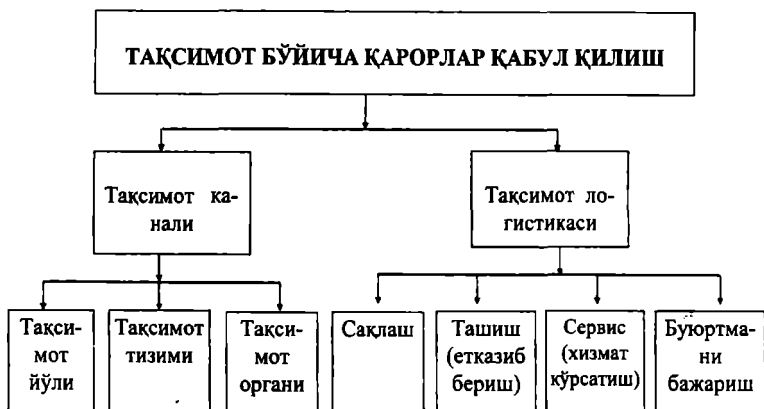 ТАҚСИМОТ БЎЙИЧА ҚАРОРЛАР ҚАБУЛ ҚИЛИШ
Тақсимот ка-
нали
Тақсимот ло-
гистикаси
Тақси-
мот
йўли
Тақсимот
тизими
Тақси-
мот
органи
Сақлаш
Ташиш
(етказиб
бериш)
Сервис
(хизмат
кўрсатиш)
Буюртма-
ни
бажариш